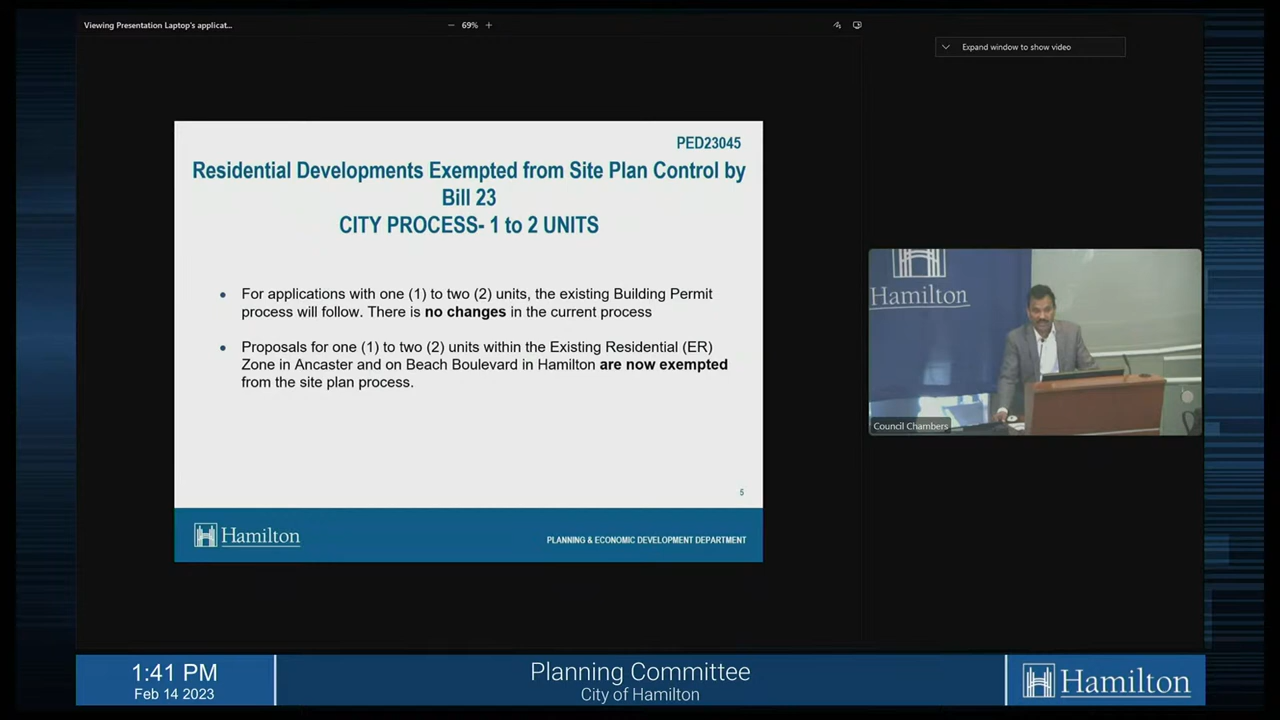 Viewing Presentation Laptop's applicat...
69%
Expand window to show video
PED23045
Residential Developments Exempted from Site Plan Control by
Bill 23
CITY PROCESS- 1 to 2 UNITS
For applications with one (1) to two (2) units, the existing Building Permit
process will follow. There is no changes in the current process
Proposals for one (1) to two (2) units within the Existing Residential (ER)
Zone in Ancaster and on Beach Boulevard in Hamilton are now exempted
from the site plan process.
5
Hamilton
PLANNING & ECONOMIC DEVELOPMENT DEPARTMENT
Hamilton
Council Chambers
1:41 PM
Feb 14 2023
Planning Committee
City of Hamilton
Hamilton